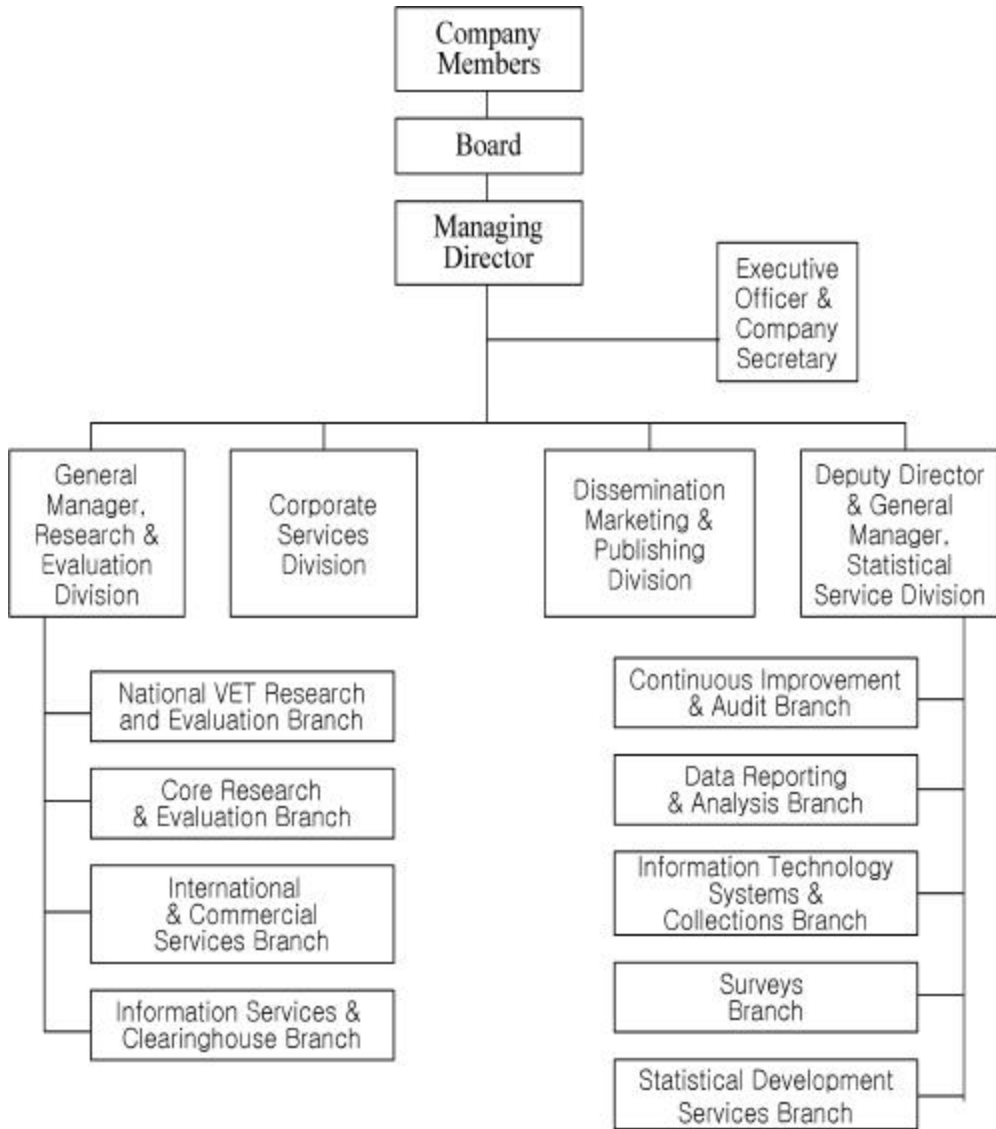 Company
Members
Board
Managing
Director
Executive
Officer &
Company
Secretary
General
Manager,
Research &
Evaluation
Division
Corporate
Services
Division
Dissemination
Marketing &
Publishing
Division
Deputy Director
& General
Manager,
Statistical
Service Division
National VET Research
and Evaluation Branch
Core Research
& Evaluation Branch
International
& Commercial
Services Branch
Information Services &
Clearinghouse Branch
Continuous Improvement
& Audit Branch
Data Reporting
& Analysis Branch
Information Technology
Systems &
Collections Branch
Surveys
Branch
Statistical Development
Services Branch